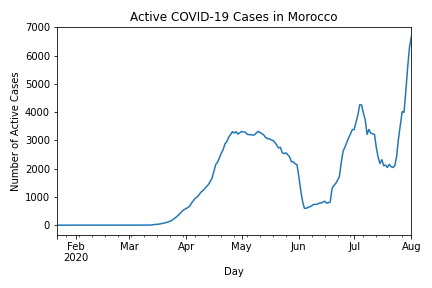 Active COVID-19 Cases in Morocco
7000
6000
5000
4000
3000
2000
1000
0
Number of Active Cases
Feb Mar Apr May Jun Jul Aug
2020
Day